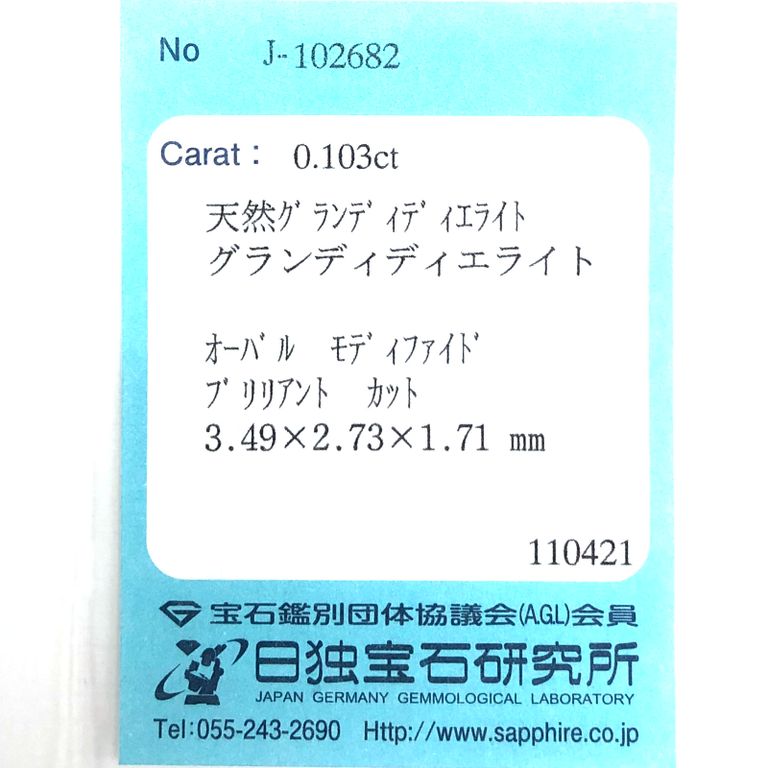 No J-102682
Carat： 0.103ct
天然ｸﾞﾗﾝﾃﾞｨﾃﾞｨｴﾗｲﾄ
グランディディエライト
ｵｰﾊﾞﾙ ﾓﾃﾞｨﾌｧｲﾄﾞ
ﾌﾞﾘﾘｱﾝﾄ ｶｯﾄ
3.49×2.73×1.71 mm
110421
宝石鑑別団体協議会(A.G.L)会員
日独宝石研究所
JAPAN GERMANY GEMMOLOGICAL LABORATORY
Tel:055-243-2690 Http://www.sapphire.co.jp